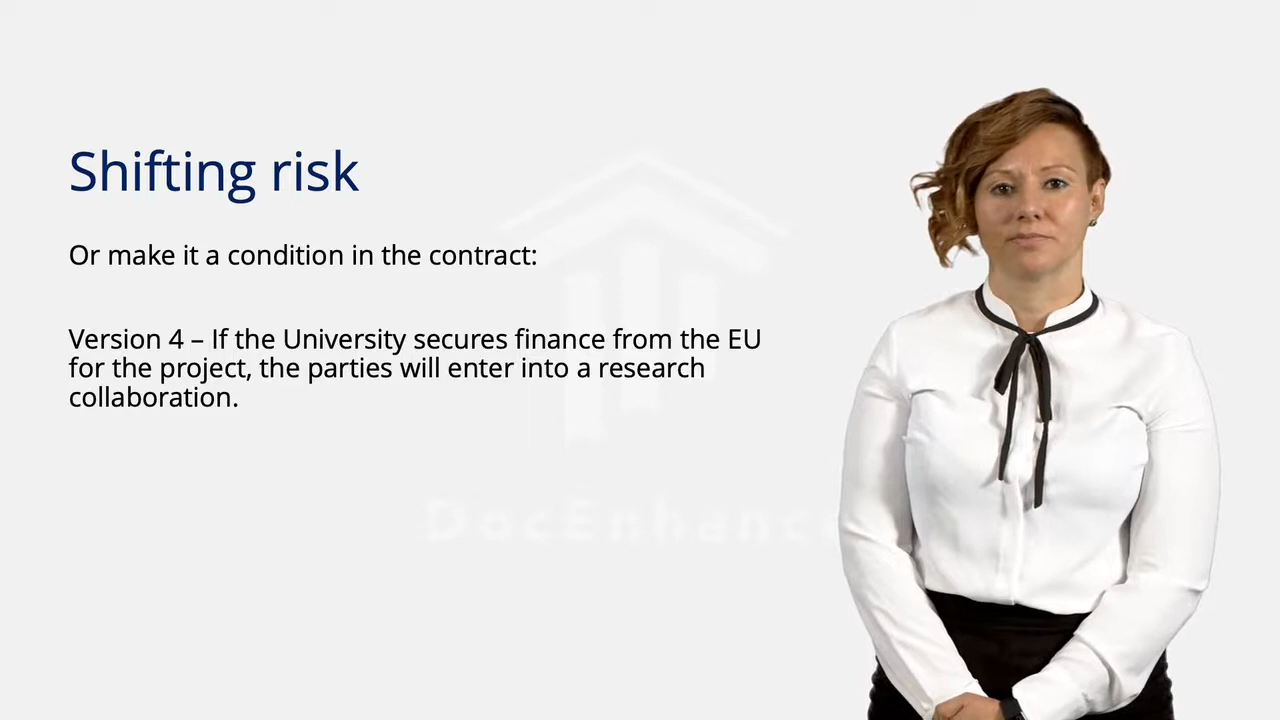 Shifting risk
Or make it a condition in the contract:
Version 4 – If the University secures finance from the EU
for the project, the parties will enter into a research
collaboration.
DocEnhance